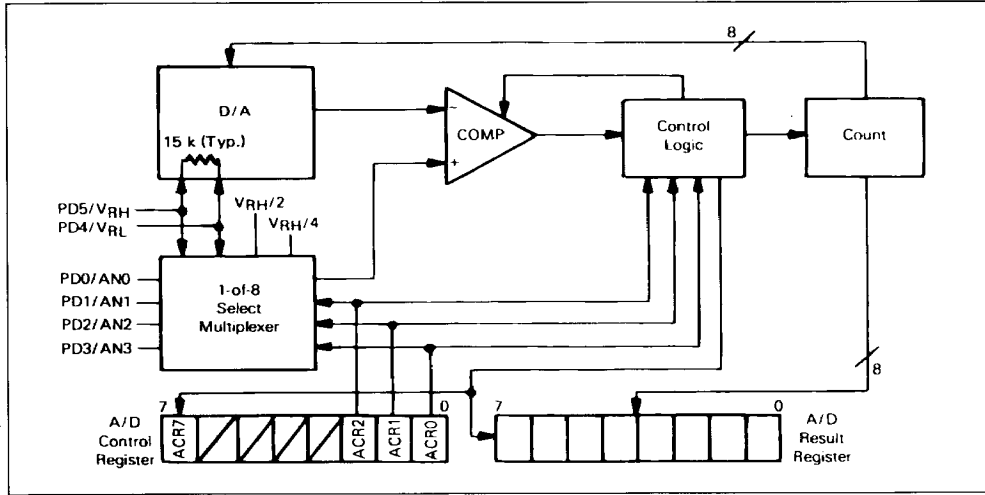 8
D/A
15 k (Typ.)
−
COMP
+
Control
Logic
Count
PD5/VRH
PD4/VRL
VRH/2
VRH/4
PD0/AN0
PD1/AN1
PD2/AN2
PD3/AN3
1-of-8
Select
Multiplexer
8
7
0
7
0
A/D
Control
Register
ACR7
ACR2
ACR1
ACR0
A/D
Result
Register